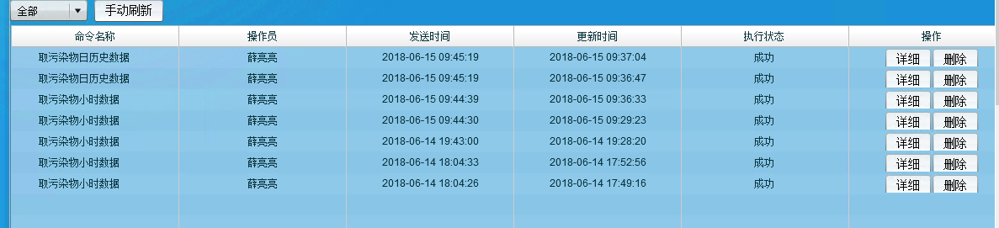 全部 手动刷新
命令名称 操作员 发送时间 更新时间 执行状态 操作
取污染物日历史数据 薛亮亮 2018-06-15 09:45:19 2018-06-15 09:37:04 成功 详细 删除
取污染物日历史数据 薛亮亮 2018-06-15 09:45:19 2018-06-15 09:36:47 成功 详细 删除
取污染物小时数据 薛亮亮 2018-06-15 09:44:39 2018-06-15 09:36:33 成功 详细 删除
取污染物小时数据 薛亮亮 2018-06-15 09:44:30 2018-06-15 09:29:23 成功 详细 删除
取污染物小时数据 薛亮亮 2018-06-14 19:43:00 2018-06-14 19:28:20 成功 详细 删除
取污染物小时数据 薛亮亮 2018-06-14 18:04:33 2018-06-14 17:52:56 成功 详细 删除
取污染物小时数据 薛亮亮 2018-06-14 18:04:26 2018-06-14 17:49:16 成功 详细 删除